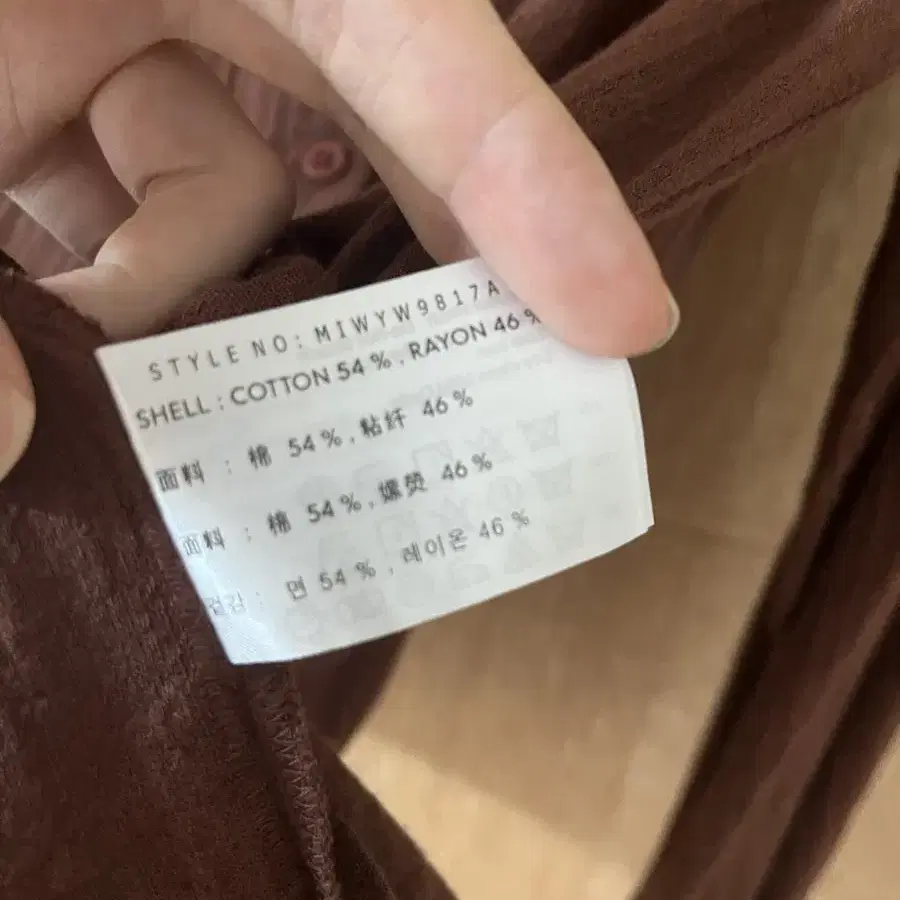 STYLE NO: MIWYW9817A
SHELL : COTTON 54 % , RAYON 46 %
面料 : 棉 54 % , 粘纤 46 %
面料 : 棉 54 % , 嫘荧 46 %
겉감 : 면 54 % , 레이온 46 %